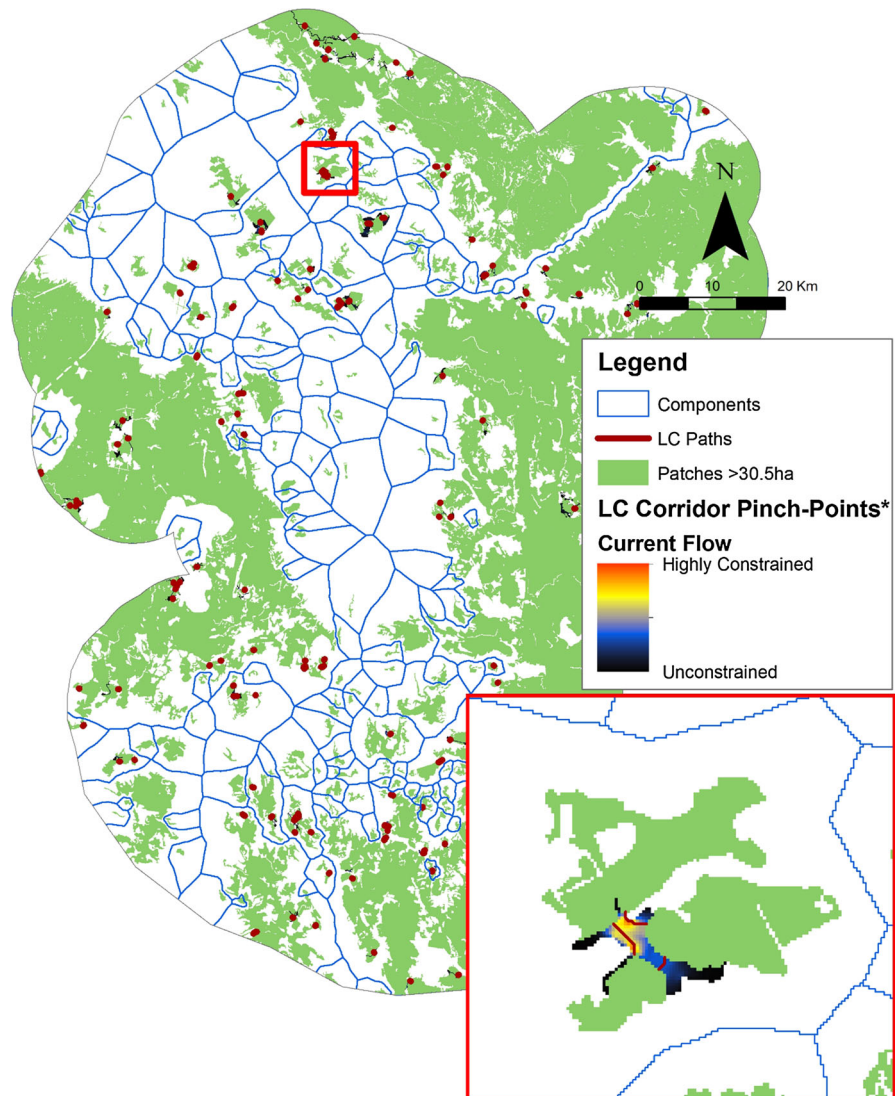 N
0 10 20 Km
Legend
Components
LC Paths
Patches >30.5ha
LC Corridor Pinch-Points*
Current Flow
Highly Constrained
Unconstrained